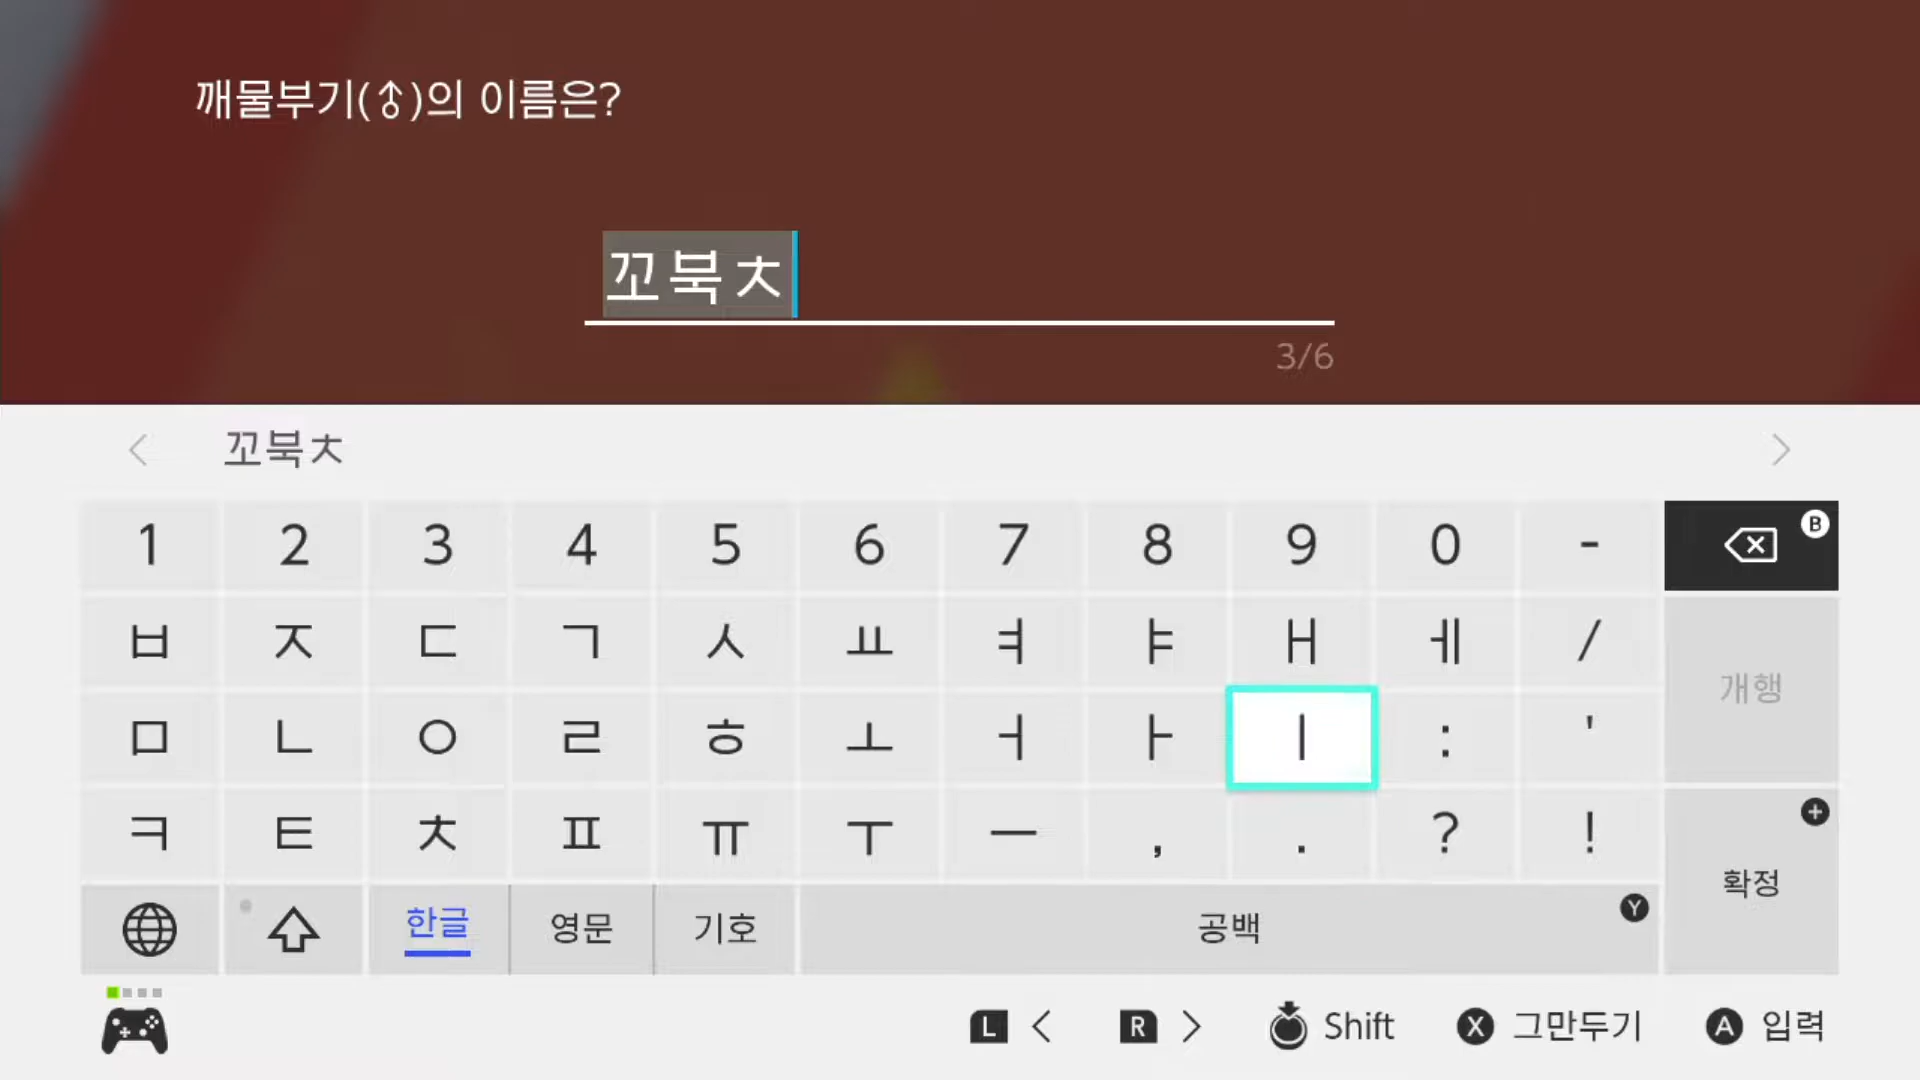 깨물부기(♂)의 이름은?
꼬북ㅊ
3/6
꼬북ㅊ
1 2 3 4 5 6 7 8 9 0 - B
ㅂ ㅈ ㄷ ㄱ ㅅ ㅛ ㅕ ㅑ ㅐ ㅔ /
개행
ㅁ ㄴ ㅇ ㄹ ㅎ ㅗ ㅓ ㅏ ㅣ : '
ㅋ ㅌ ㅊ ㅍ ㅠ ㅜ ㅡ , . ? !
확정
한글 영문 기호 공백 Y
L R Shift X 그만두기 A 입력